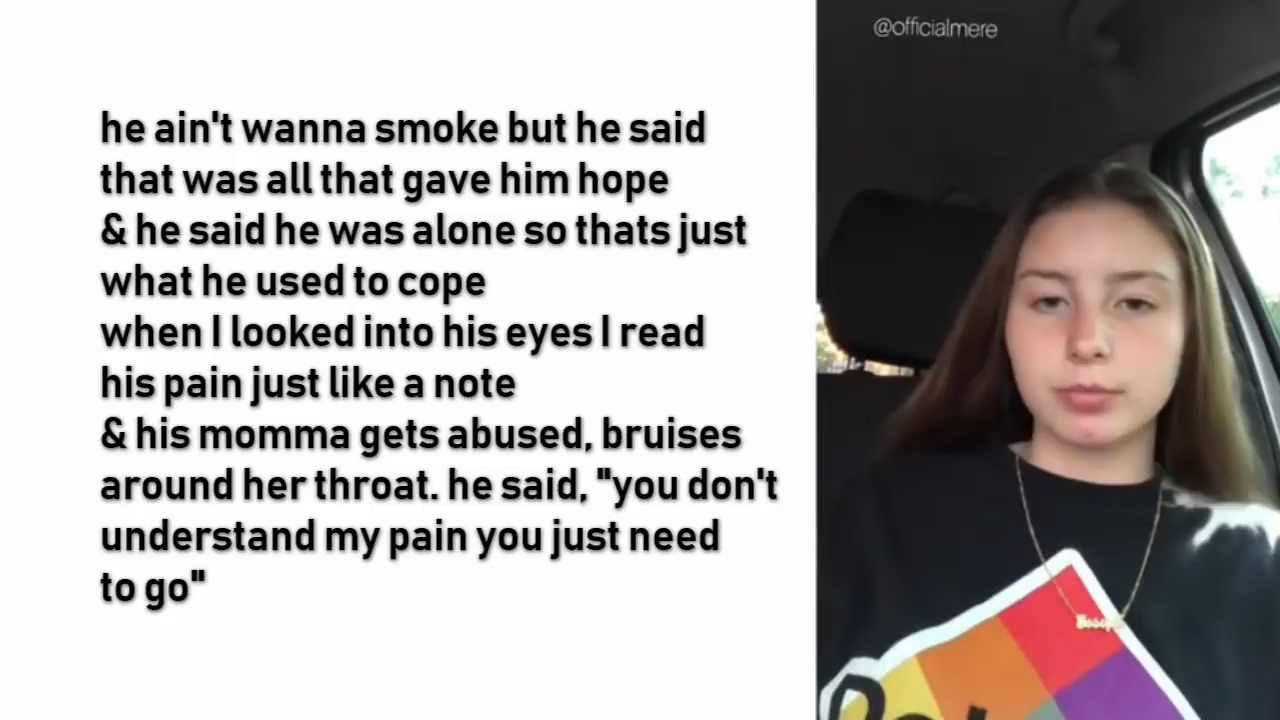 @officialmere
he ain't wanna smoke but he said
that was all that gave him hope
& he said he was alone so thats just
what he used to cope
when I looked into his eyes I read
his pain just like a note
& his momma gets abused, bruises
around her throat. he said, "you don't
understand my pain you just need
to go"